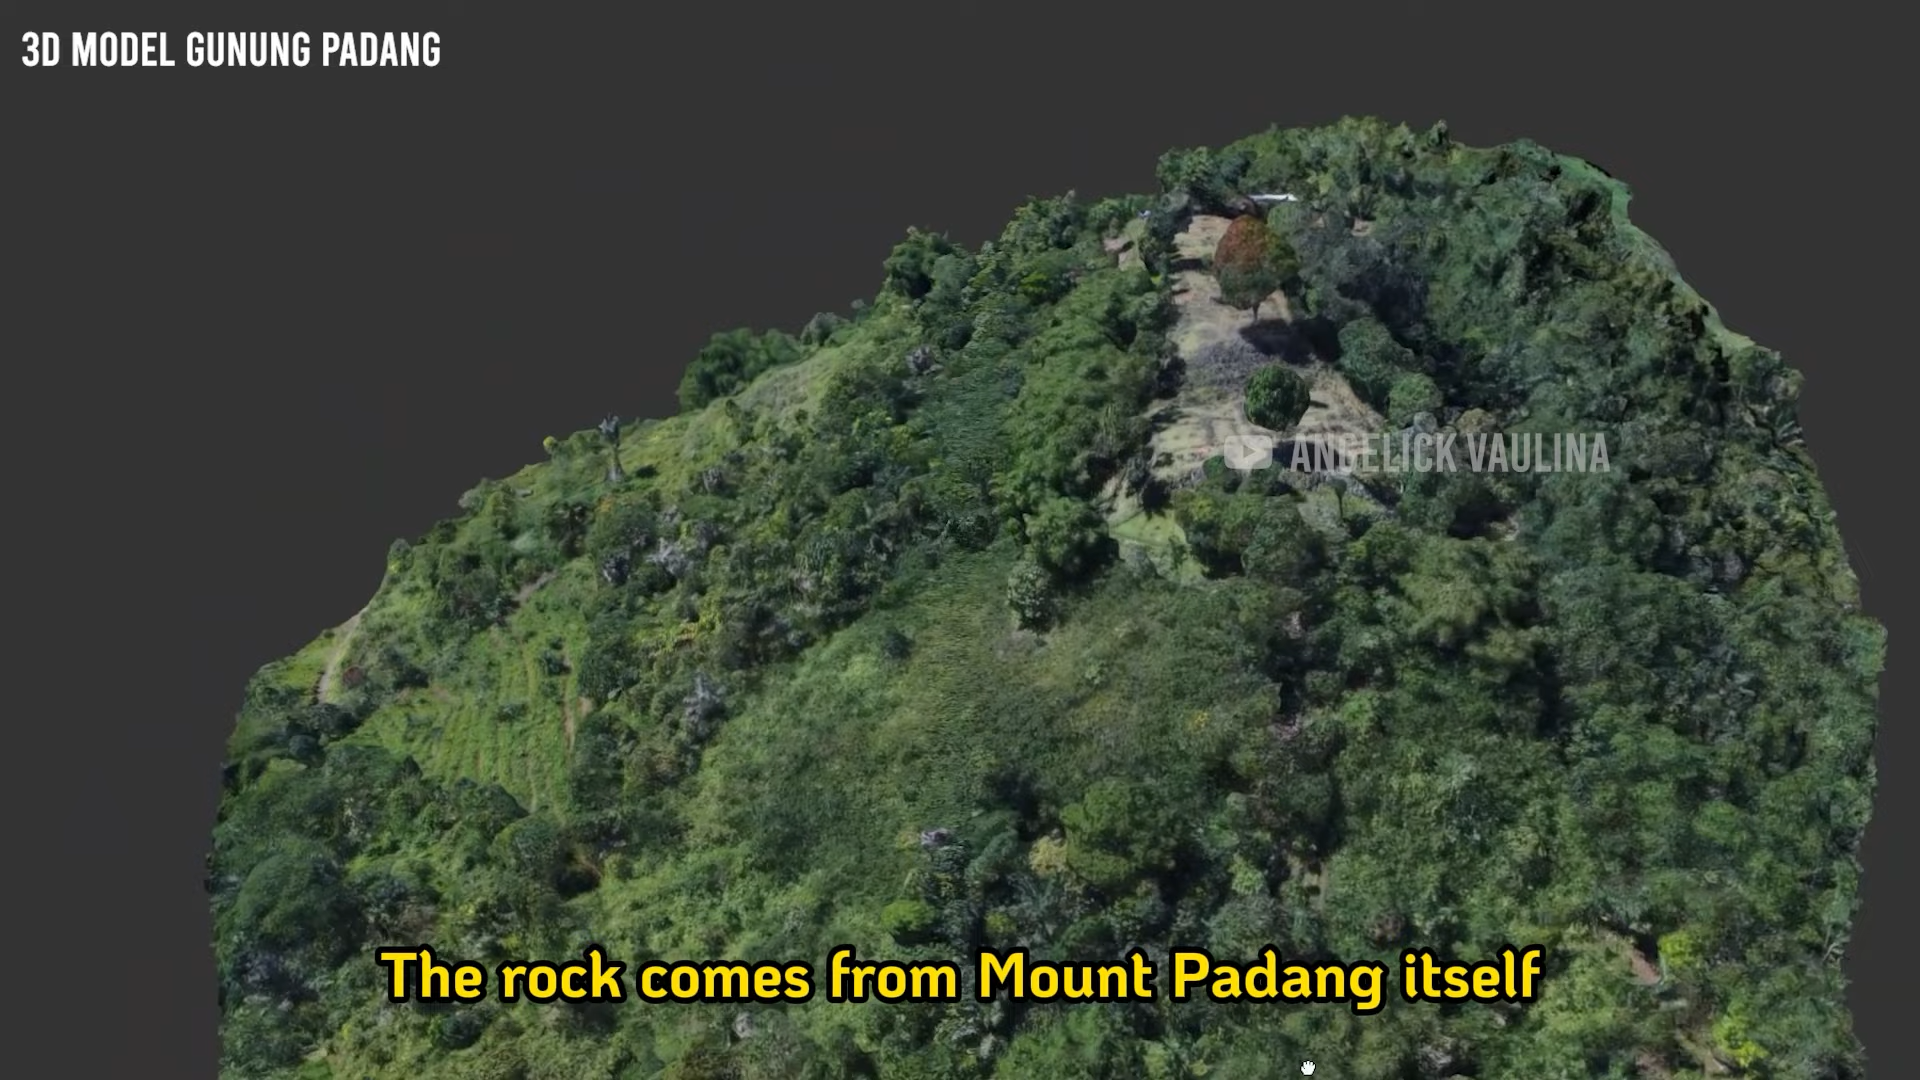 3D MODEL GUNUNG PADANG
ANGELICK VAULINA
The rock comes from Mount Padang itself